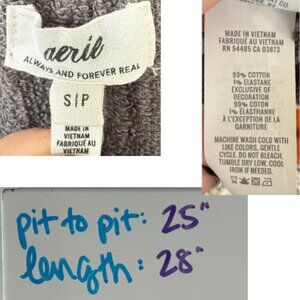 aerie
ALWAYS AND FOREVER REAL
S|P
MADE IN
VIETNAM
FABRIQUÉ AU
VIETNAM
MADE IN VIETNAM
FABRIQUÉ AU VIETNAM
RN 54485 CA 03873
99% COTTON
1% ELASTANE
EXCLUSIVE OF
DECORATION
99% COTON
1% ÉLASTHANNE
À L'EXCEPTION DE LA
GARNITURE
MACHINE WASH COLD WITH
LIKE COLORS, GENTLE
CYCLE. DO NOT BLEACH.
TUMBLE DRY LOW. COOL
IRON IF NEEDED.
pit to pit: 25"
length: 28"